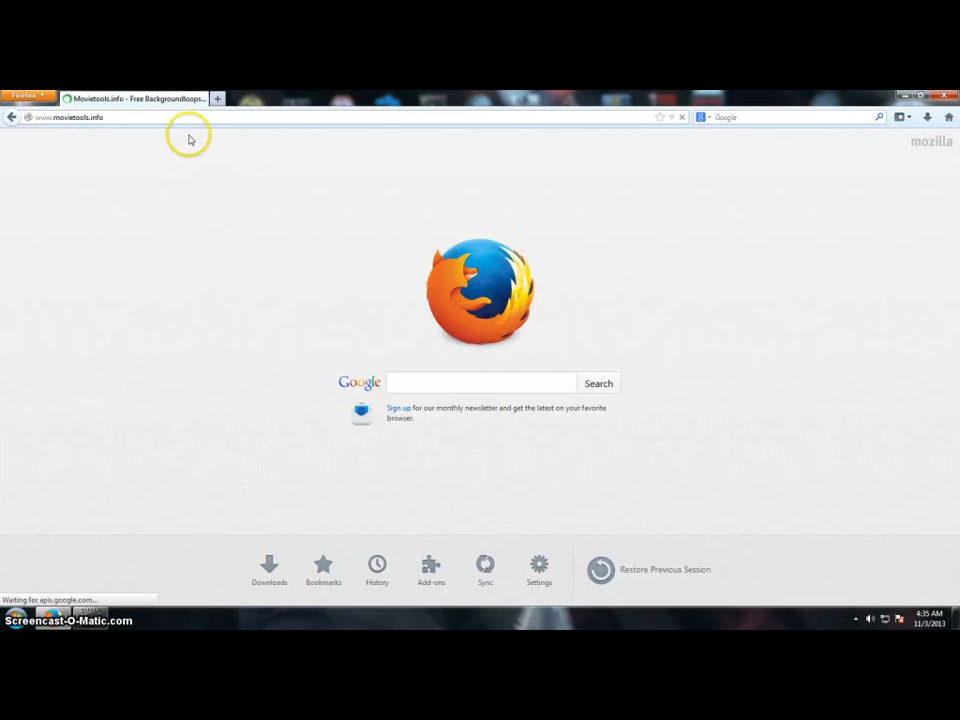 Firefox
Movietools.info - Free Backgroundloops...
www.movietools.info
Google
mozilla
Google
Search
Sign up for our monthly newsletter and get the latest on your favorite
browser.
Downloads
Bookmarks
History
Add-ons
Sync
Settings
Restore Previous Session
Waiting for apis.google.com...
4:35 AM
11/3/2013
Screencast-O-Matic.com